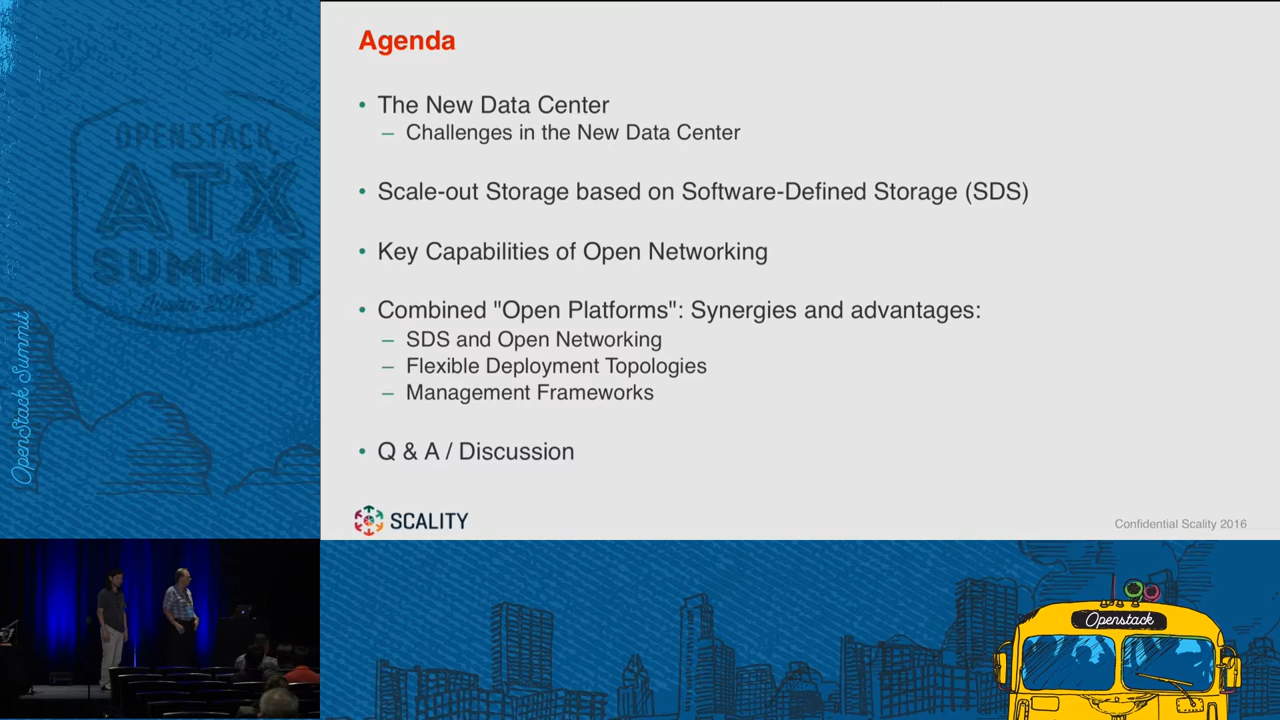 Agenda
• The New Data Center
– Challenges in the New Data Center
• Scale-out Storage based on Software-Defined Storage (SDS)
• Key Capabilities of Open Networking
• Combined "Open Platforms": Synergies and advantages:
– SDS and Open Networking
– Flexible Deployment Topologies
– Management Frameworks
• Q & A / Discussion
SCALITY
Confidential Scality 2016
OPENSTACK
ATX
SUMMIT
OpenStack Summit
Openstack